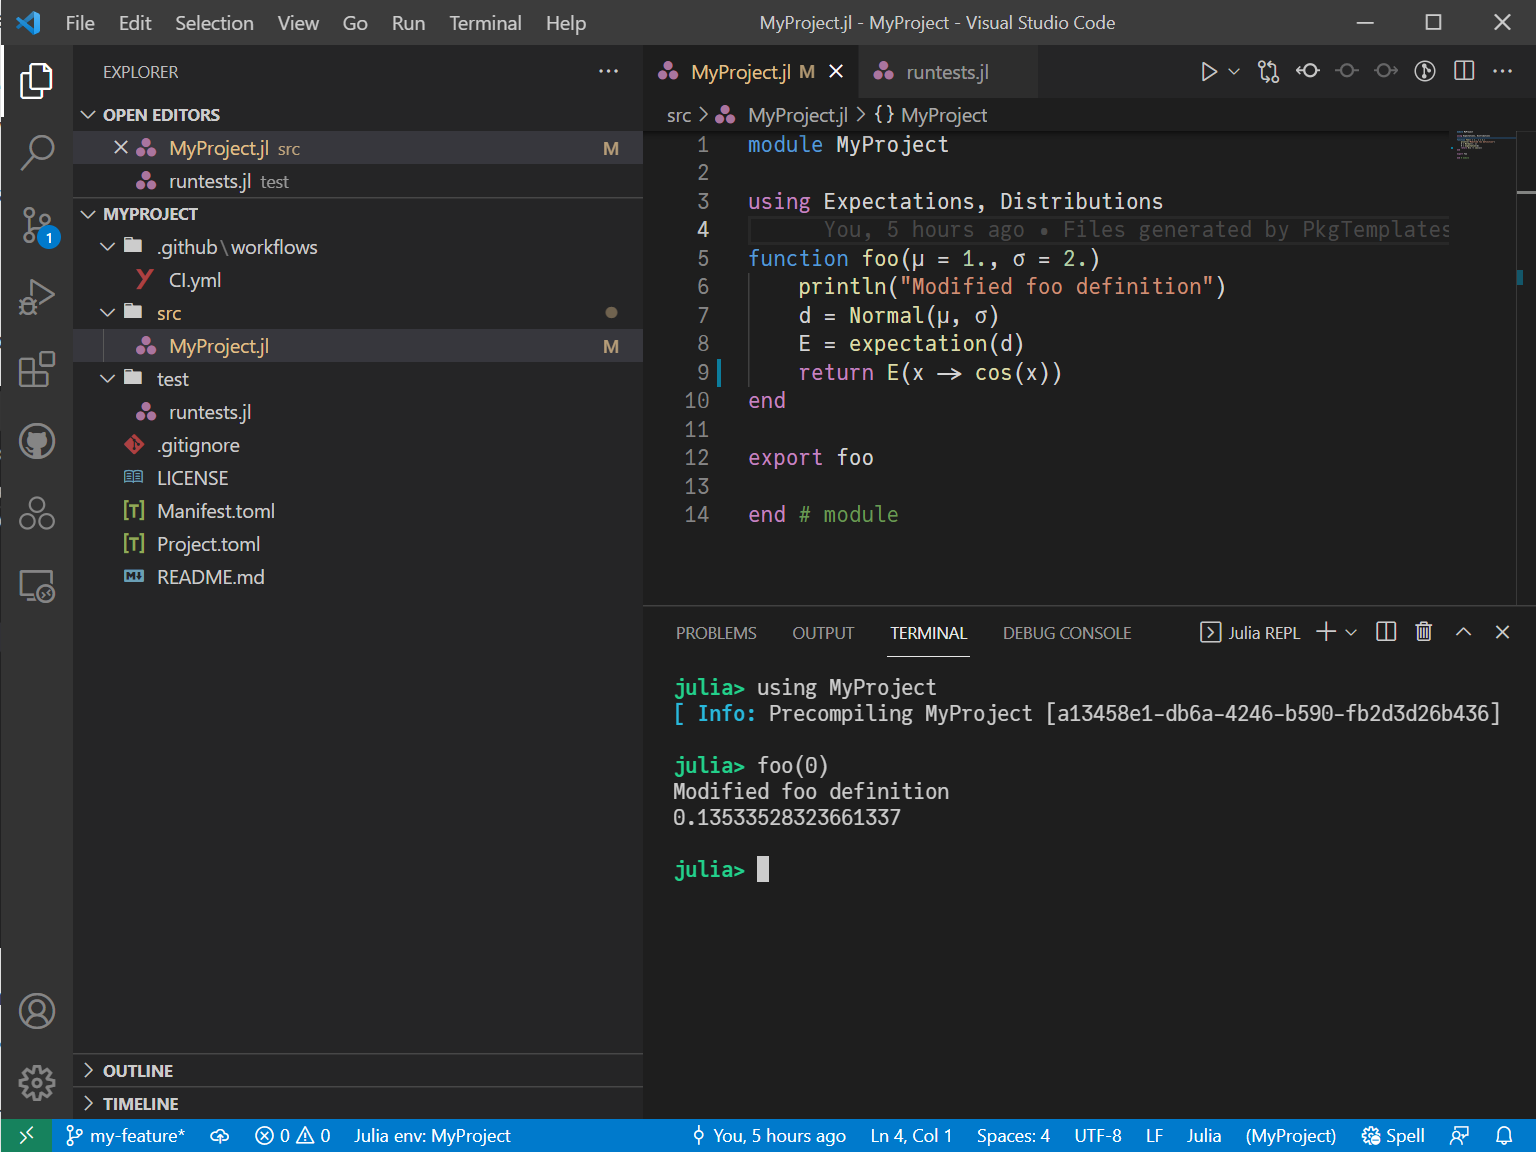 File Edit Selection View Go Run Terminal Help MyProject.jl - MyProject - Visual Studio Code
EXPLORER
OPEN EDITORS
MyProject.jl src M
runtests.jl test
MYPROJECT
.github\workflows
CI.yml
src
MyProject.jl M
test
runtests.jl
.gitignore
LICENSE
[T] Manifest.toml
[T] Project.toml
README.md
OUTLINE
TIMELINE
1
MyProject.jl M runtests.jl
src > MyProject.jl > {} MyProject
1 module MyProject
2
3 using Expectations, Distributions
4 You, 5 hours ago • Files generated by PkgTemplates
5 function foo(μ = 1., σ = 2.)
6 println("Modified foo definition")
7 d = Normal(μ, σ)
8 E = expectation(d)
9 return E(x -> cos(x))
10 end
11
12 export foo
13
14 end # module
PROBLEMS OUTPUT TERMINAL DEBUG CONSOLE Julia REPL
julia> using MyProject
[ Info: Precompiling MyProject [a13458e1-db6a-4246-b590-fb2d3d26b436]
julia> foo(0)
Modified foo definition
0.13533528323661337
julia>
my-feature* 0 0 Julia env: MyProject You, 5 hours ago Ln 4, Col 1 Spaces: 4 UTF-8 LF Julia (MyProject) Spell